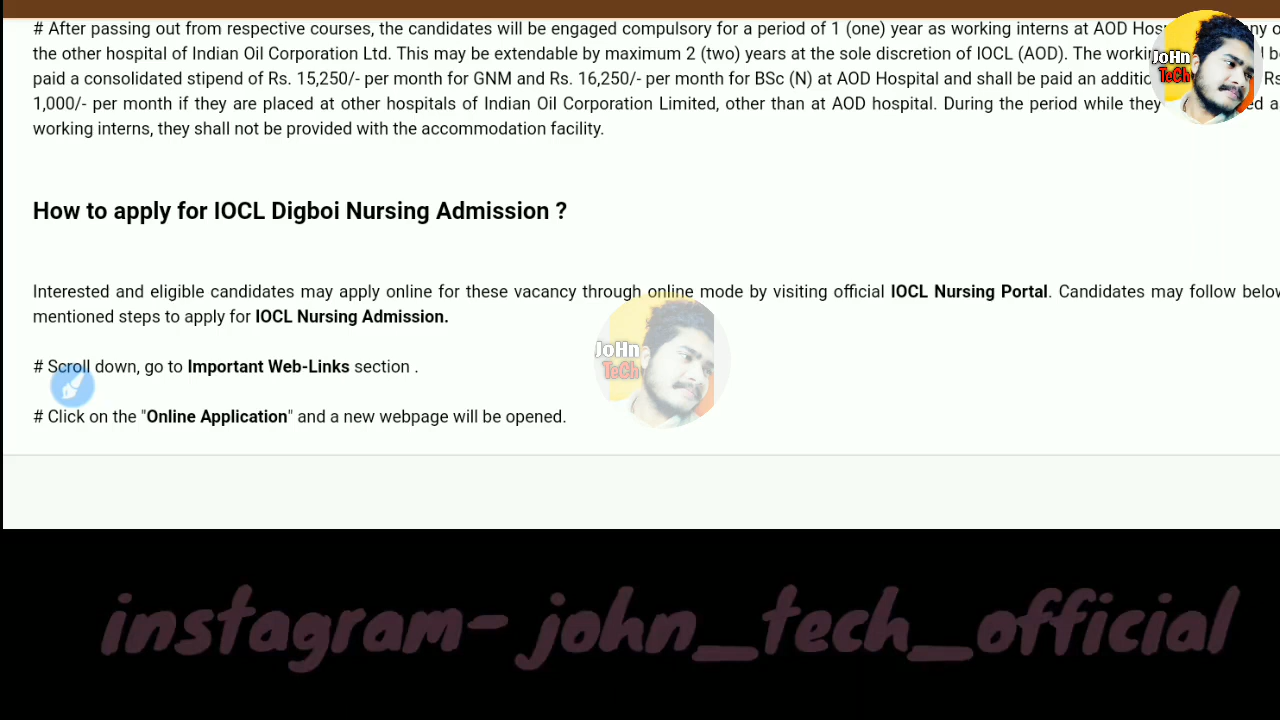 # After passing out from respective courses, the candidates will be engaged compulsory for a period of 1 (one) year as working interns at AOD
the other hospital of Indian Oil Corporation Ltd. This may be extendable by maximum 2 (two) years at the sole discretion of IOCL (AOD). The
paid a consolidated stipend of Rs. 15,250/- per month for GNM and Rs. 16,250/- per month for BSc (N) at AOD Hospital and shall be paid an
1,000/- per month if they are placed at other hospitals of Indian Oil Corporation Limited, other than at AOD hospital. During the period while they
working interns, they shall not be provided with the accommodation facility.
JoHn
TeCh
How to apply for IOCL Digboi Nursing Admission ?
Interested and eligible candidates may apply online for these vacancy through online mode by visiting official IOCL Nursing Portal. Candidates may follow below
mentioned steps to apply for IOCL Nursing Admission.
JoHn
TeCh
# Scroll down, go to Important Web-Links section .
# Click on the "Online Application" and a new webpage will be opened.
instagram- john_tech_official